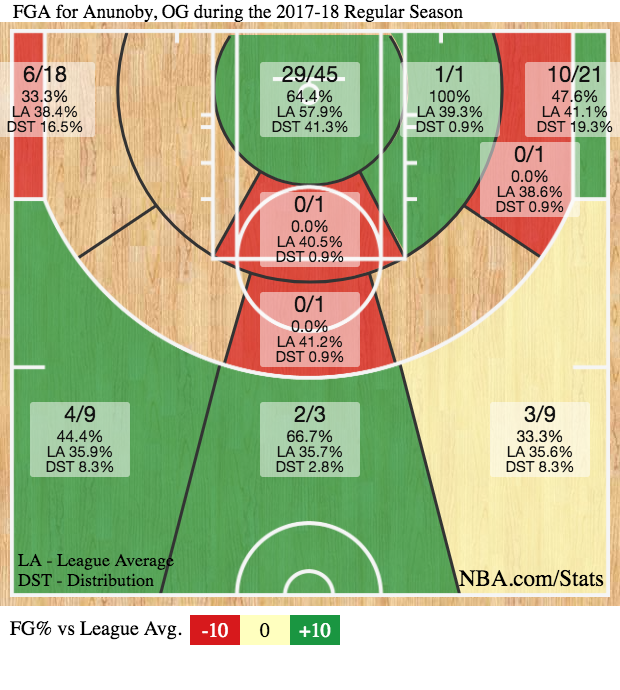 FGA for Anunoby, OG during the 2017-18 Regular Season
6/18
33.3%
LA 38.4%
DST 16.5%
29/45
64.4%
LA 57.9%
DST 41.3%
1/1
100%
LA 39.3%
DST 0.9%
10/21
47.6%
LA 41.1%
DST 19.3%
0/1
0.0%
LA 38.6%
DST 0.9%
0/1
0.0%
LA 40.5%
DST 0.9%
0/1
0.0%
LA 41.2%
DST 0.9%
4/9
44.4%
LA 35.9%
DST 8.3%
2/3
66.7%
LA 35.7%
DST 2.8%
3/9
33.3%
LA 35.6%
DST 8.3%
LA - League Average
DST - Distribution
NBA.com/Stats
FG% vs League Avg. -10 0 +10